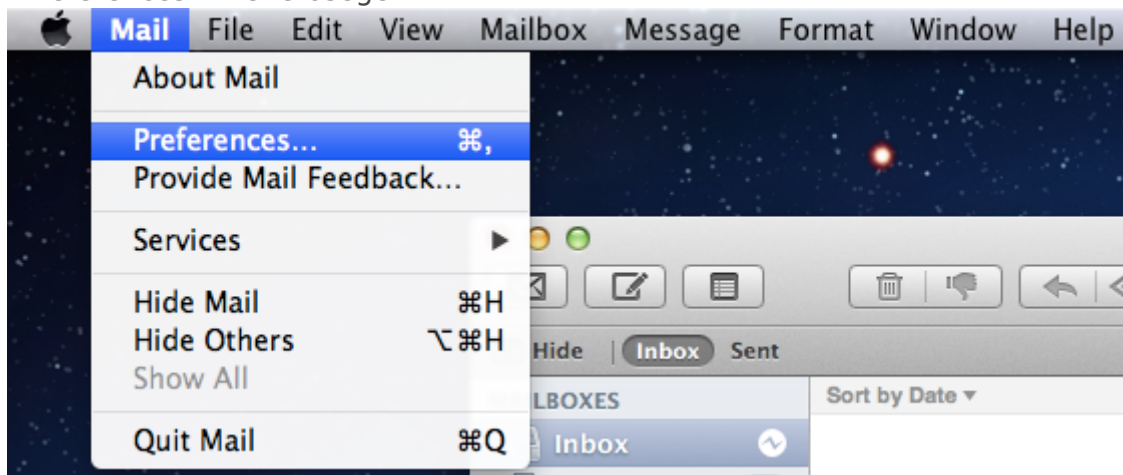 Mail File Edit View Mailbox Message Format Window Help
About Mail
Preferences... ⌘,
Provide Mail Feedback...
Services ▶
Hide Mail ⌘H
Hide Others ⌥⌘H
Show All
Quit Mail ⌘Q
Hide | Inbox Sent
LBOXES
Sort by Date ▾
Inbox